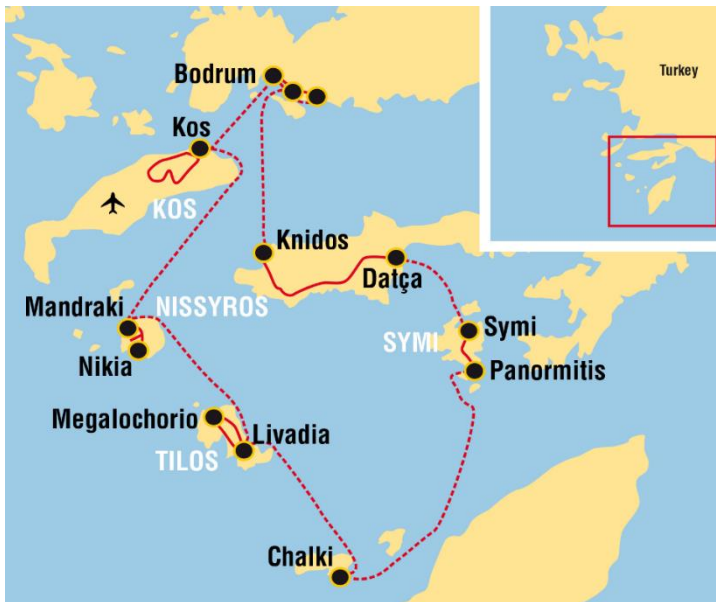 Bodrum
Turkey
Kos
KOS
Knidos
Datça
Mandraki
NISSYROS
Symi
SYMI
Nikia
Panormitis
Megalochorio
Livadia
TILOS
Chalki